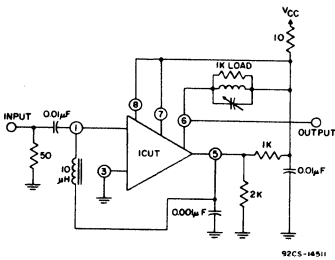 VCC
10
1K LOAD
0.01µF
INPUT
8
7
6
1
OUTPUT
50
10
µH
3
ICUT
5
1K
2K
0.01µF
0.001µF
92CS-14511